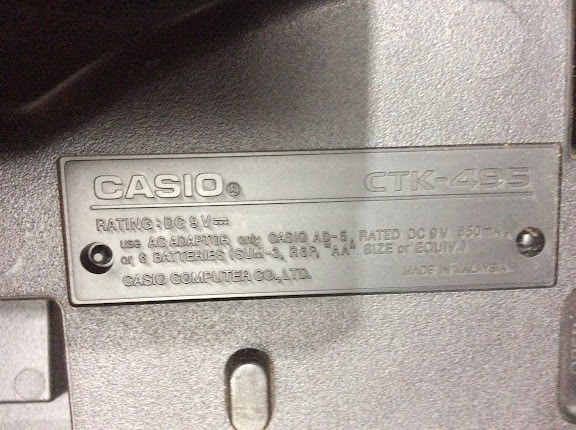 CASIO® CTK-495
RATING : DC 9 V ⎓
use AC ADAPTOR only CASIO AD-5, RATED DC 9V 850mA,
or 6 BATTERIES (SUM-3, R6P, "AA" SIZE or EQUIV.)
CASIO COMPUTER CO., LTD. MADE IN MALAYSIA